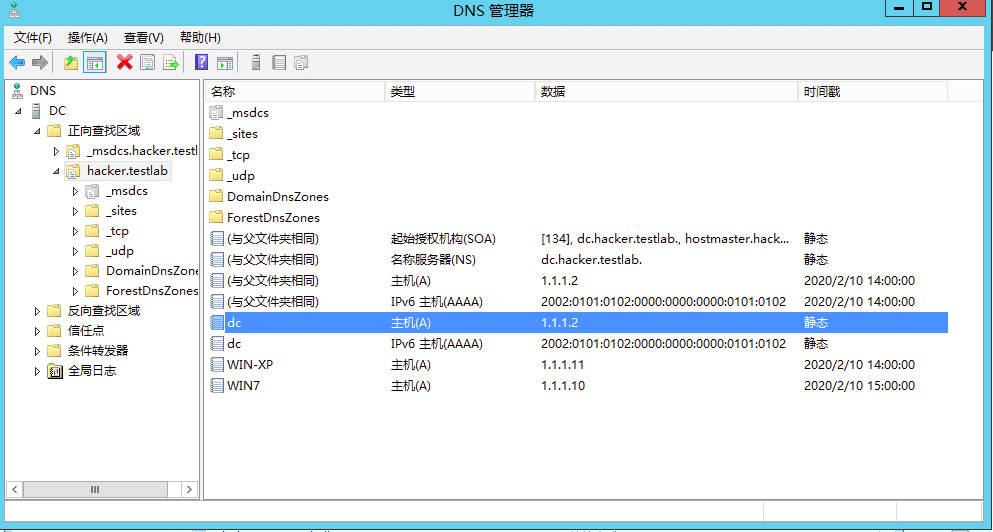 DNS 管理器
文件(F) 操作(A) 查看(V) 帮助(H)
DNS
DC
正向查找区域
_msdcs.hacker.testl
hacker.testlab
_msdcs
_sites
_tcp
_udp
DomainDnsZone
ForestDnsZones
反向查找区域
信任点
条件转发器
全局日志
名称 类型 数据 时间戳
_msdcs
_sites
_tcp
_udp
DomainDnsZones
ForestDnsZones
(与父文件夹相同) 起始授权机构(SOA) [134], dc.hacker.testlab., hostmaster.hack... 静态
(与父文件夹相同) 名称服务器(NS) dc.hacker.testlab. 静态
(与父文件夹相同) 主机(A) 1.1.1.2 2020/2/10 14:00:00
(与父文件夹相同) IPv6 主机(AAAA) 2002:0101:0102:0000:0000:0000:0101:0102 2020/2/10 14:00:00
dc 主机(A) 1.1.1.2 静态
dc IPv6 主机(AAAA) 2002:0101:0102:0000:0000:0000:0101:0102 静态
WIN-XP 主机(A) 1.1.1.11 2020/2/10 14:00:00
WIN7 主机(A) 1.1.1.10 2020/2/10 15:00:00